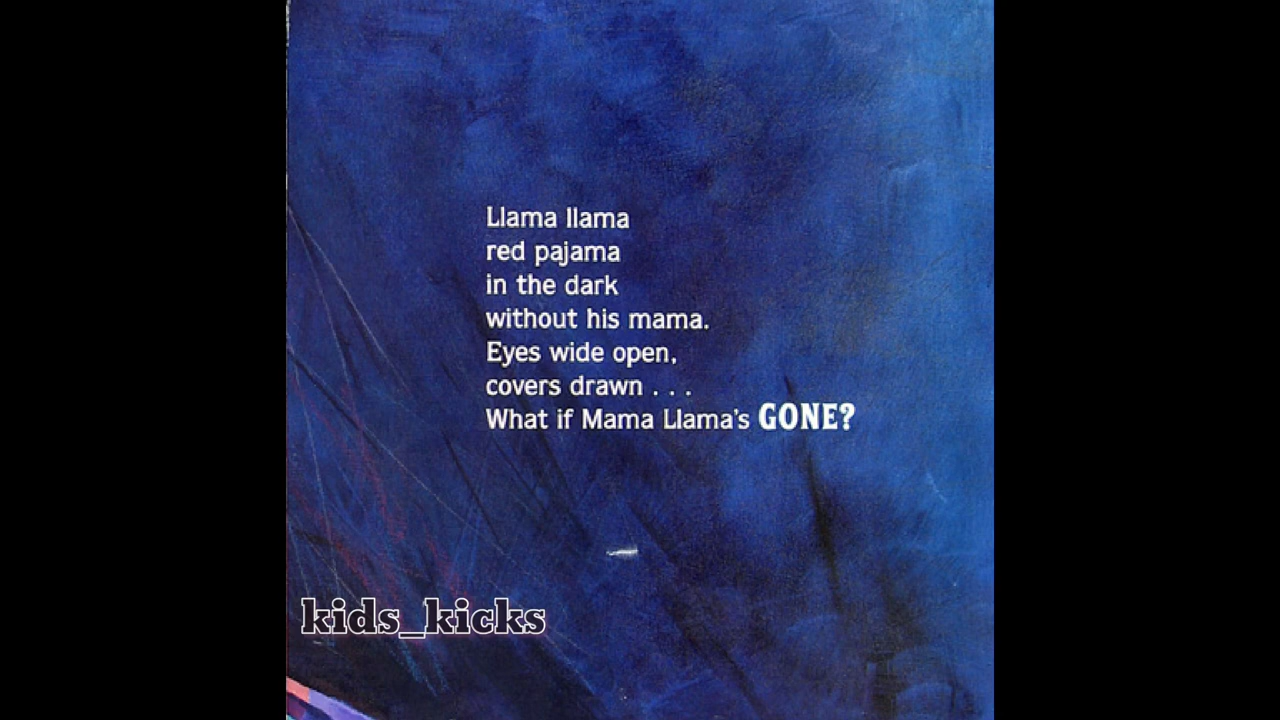 Llama llama
red pajama
in the dark
without his mama.
Eyes wide open,
covers drawn . . .
What if Mama Llama's GONE?
kids_kicks